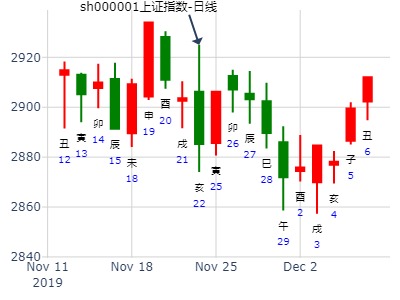 sh000001上证指数-日线
2920
2900
2880
2860
2840
丑
12
寅
13
卯
14
辰
15
未
18
申
19
酉
20
戌
21
亥
22
寅
25
卯
26
辰
27
巳
28
午
29
酉
2
戌
3
亥
4
子
5
丑
6
Nov 11
2019
Nov 18
Nov 25
Dec 2